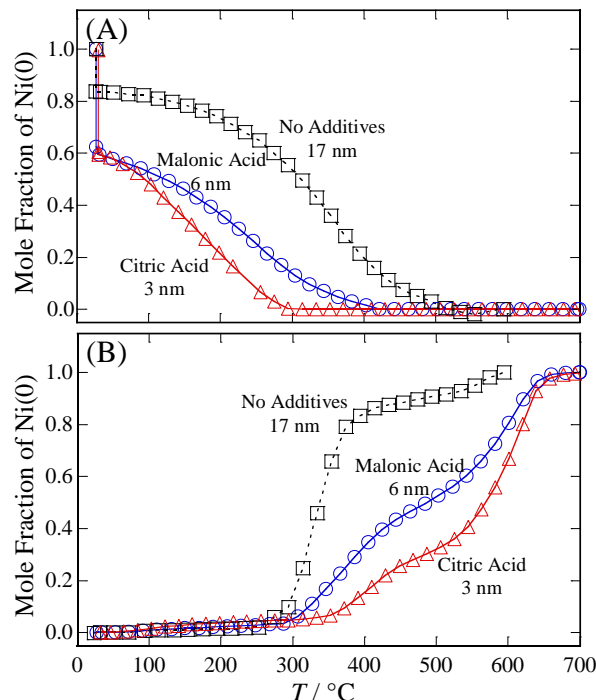 (A)
1.0
0.8
0.6
0.4
0.2
0.0
Mole Fraction of Ni(0)
No Additives
17 nm
Malonic Acid
6 nm
Citric Acid
3 nm
(B)
1.0
0.8
0.6
0.4
0.2
0.0
Mole Fraction of Ni(0)
No Additives
17 nm
Malonic Acid
6 nm
Citric Acid
3 nm
0 100 200 300 400 500 600 700
T / °C